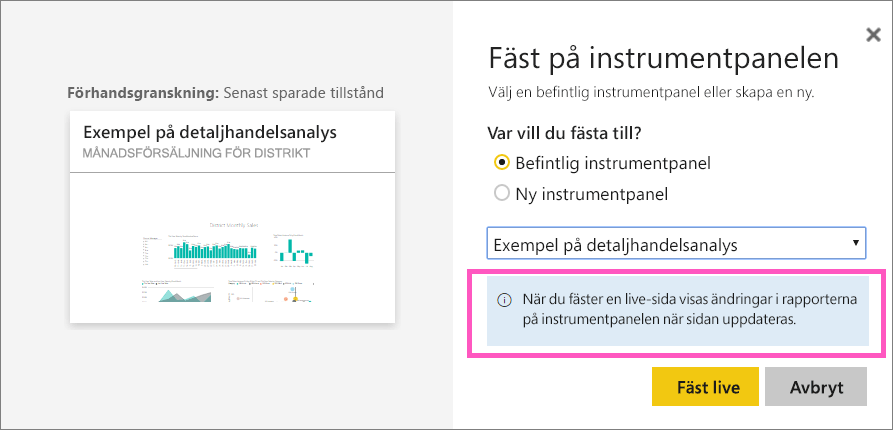 Förhandsgranskning: Senast sparade tillstånd
Exempel på detaljhandelsanalys
MÅNADSFÖRSÄLJNING FÖR DISTRIKT
Fäst på instrumentpanelen
Välj en befintlig instrumentpanel eller skapa en ny.
Var vill du fästa till?
Befintlig instrumentpanel
Ny instrumentpanel
Exempel på detaljhandelsanalys
När du fäster en live-sida visas ändringar i rapporterna
på instrumentpanelen när sidan uppdateras.
Fäst live
Avbryt